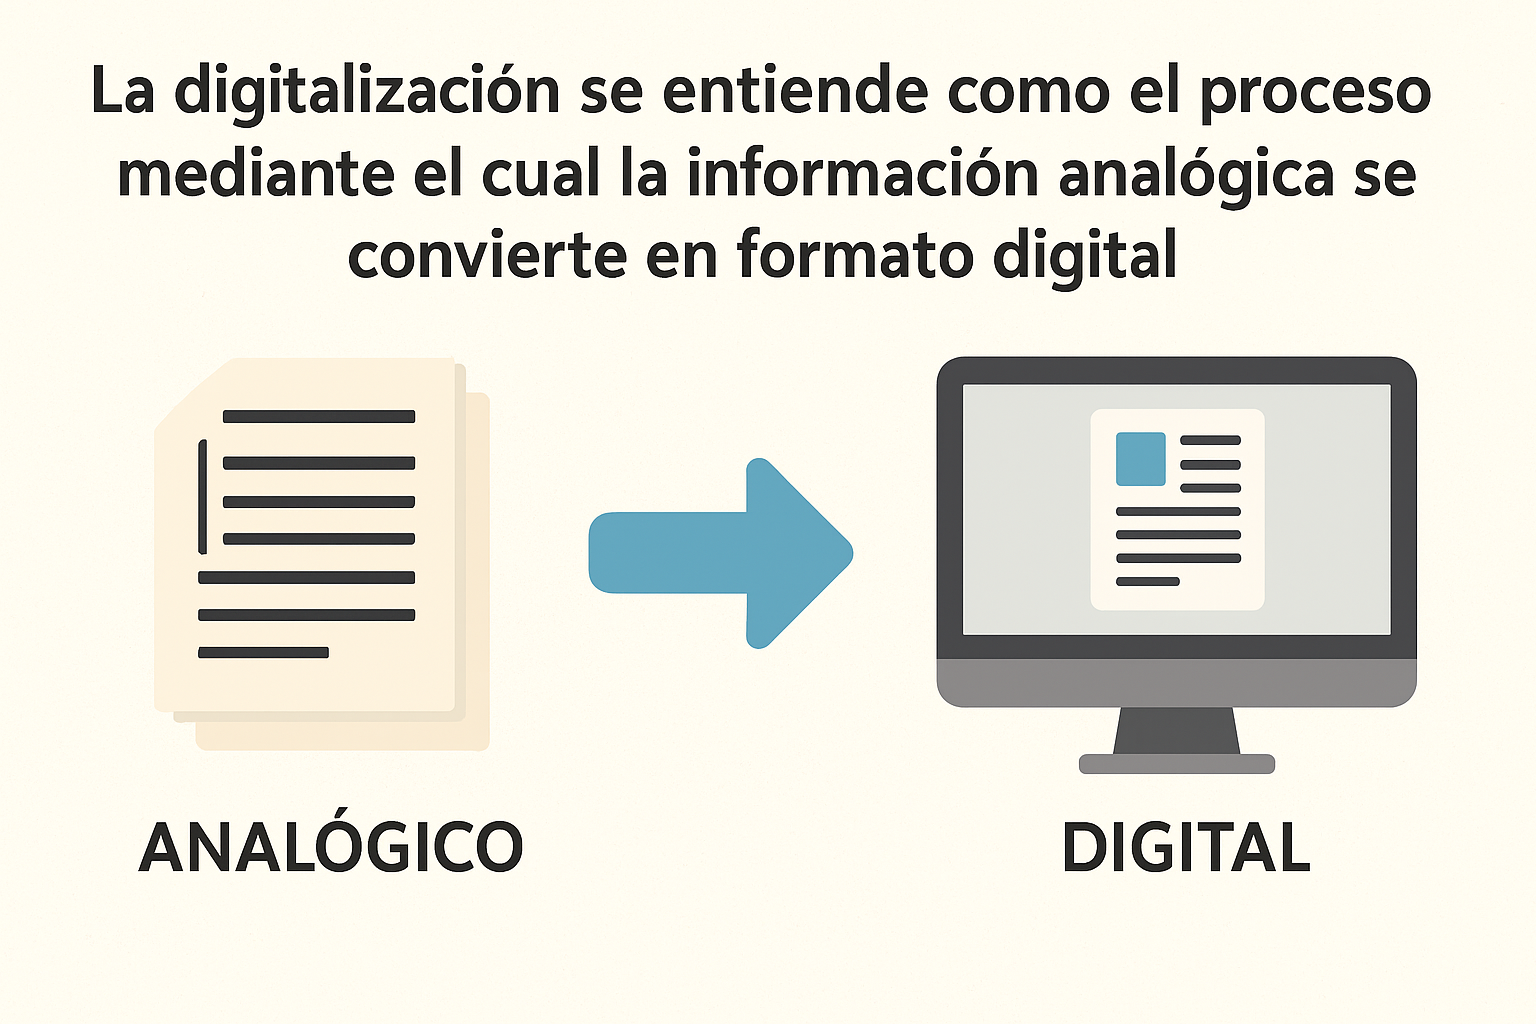 La digitalización se entiende como el proceso
mediante el cual la información analógica se
convierte en formato digital
ANALÓGICO
DIGITAL